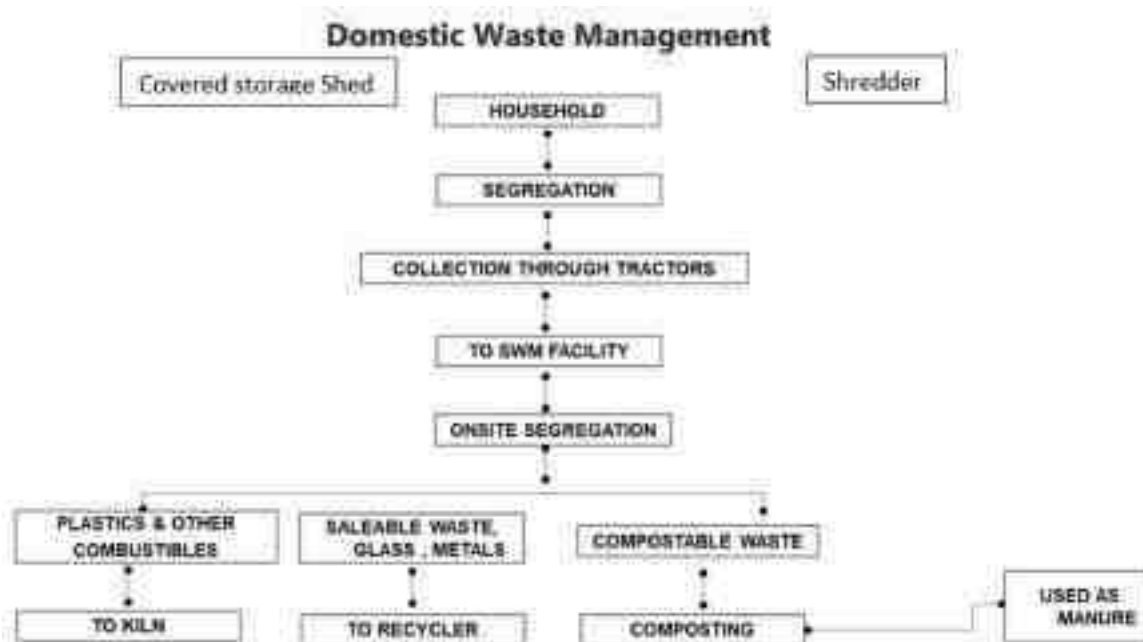 Domestic Waste Management
Covered storage Shed
Shredder
HOUSEHOLD
SEGREGATION
COLLECTION THROUGH TRACTORS
TO SWM FACILITY
ONSITE SEGREGATION
PLASTICS & OTHER
COMBUSTIBLES
SALEABLE WASTE,
GLASS , METALS
COMPOSTABLE WASTE
TO KILN
TO RECYCLER
COMPOSTING
USED AS
MANURE